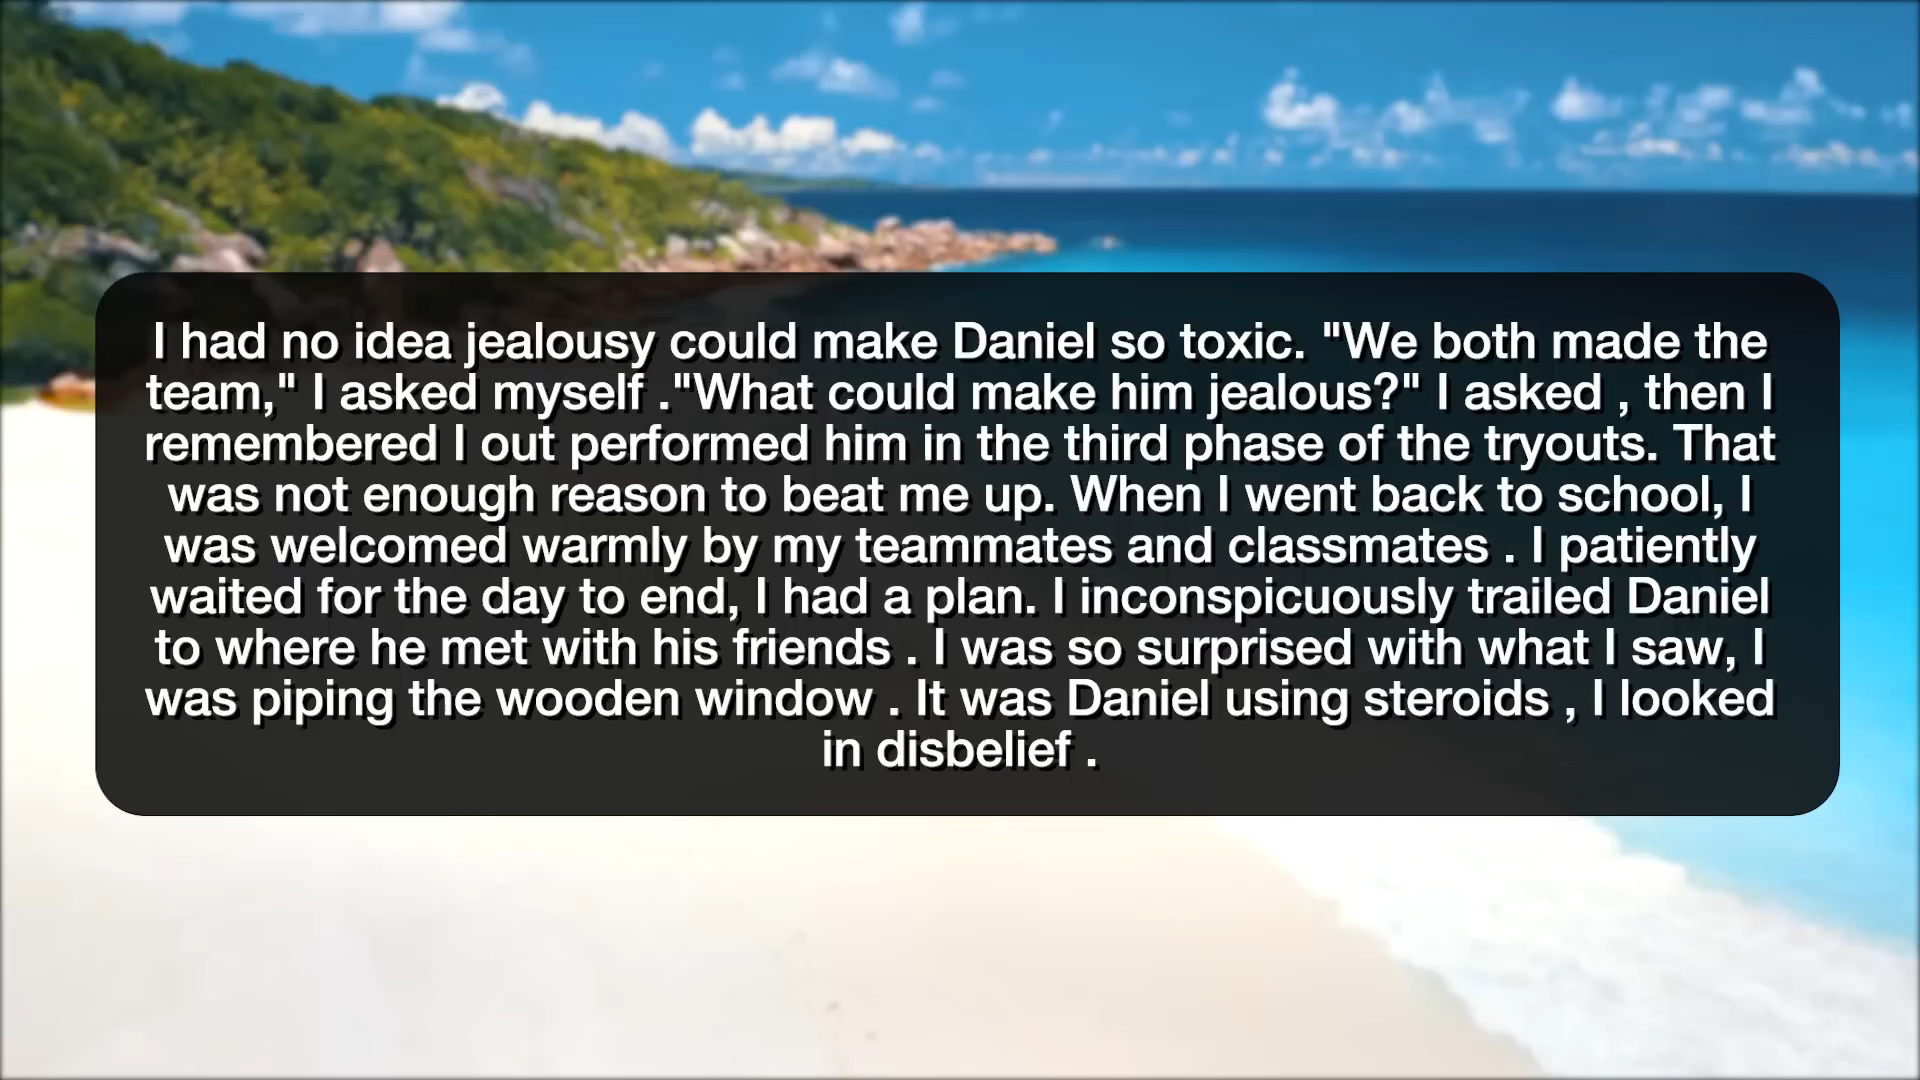 I had no idea jealousy could make Daniel so toxic. "We both made the
team," I asked myself ."What could make him jealous?" I asked , then I
remembered I out performed him in the third phase of the tryouts. That
was not enough reason to beat me up. When I went back to school, I
was welcomed warmly by my teammates and classmates . I patiently
waited for the day to end, I had a plan. I inconspicuously trailed Daniel
to where he met with his friends . I was so surprised with what I saw, I
was piping the wooden window . It was Daniel using steroids , I looked
in disbelief .